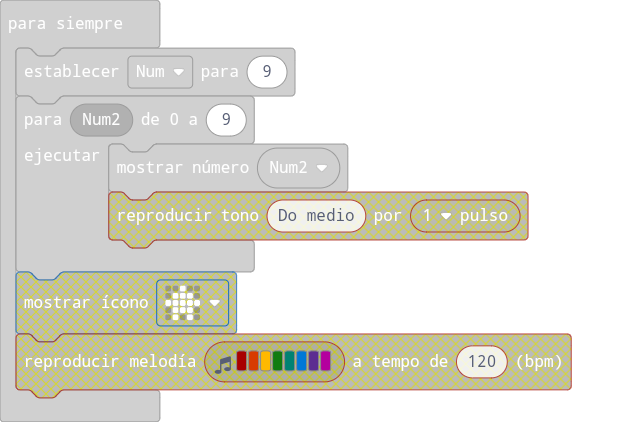 para siempre
establecer Num para 9
para Num2 de 0 a 9
ejecutar
mostrar número Num2
reproducir tono Do medio por 1 pulso
mostrar ícono
reproducir melodía a tempo de 120 (bpm)